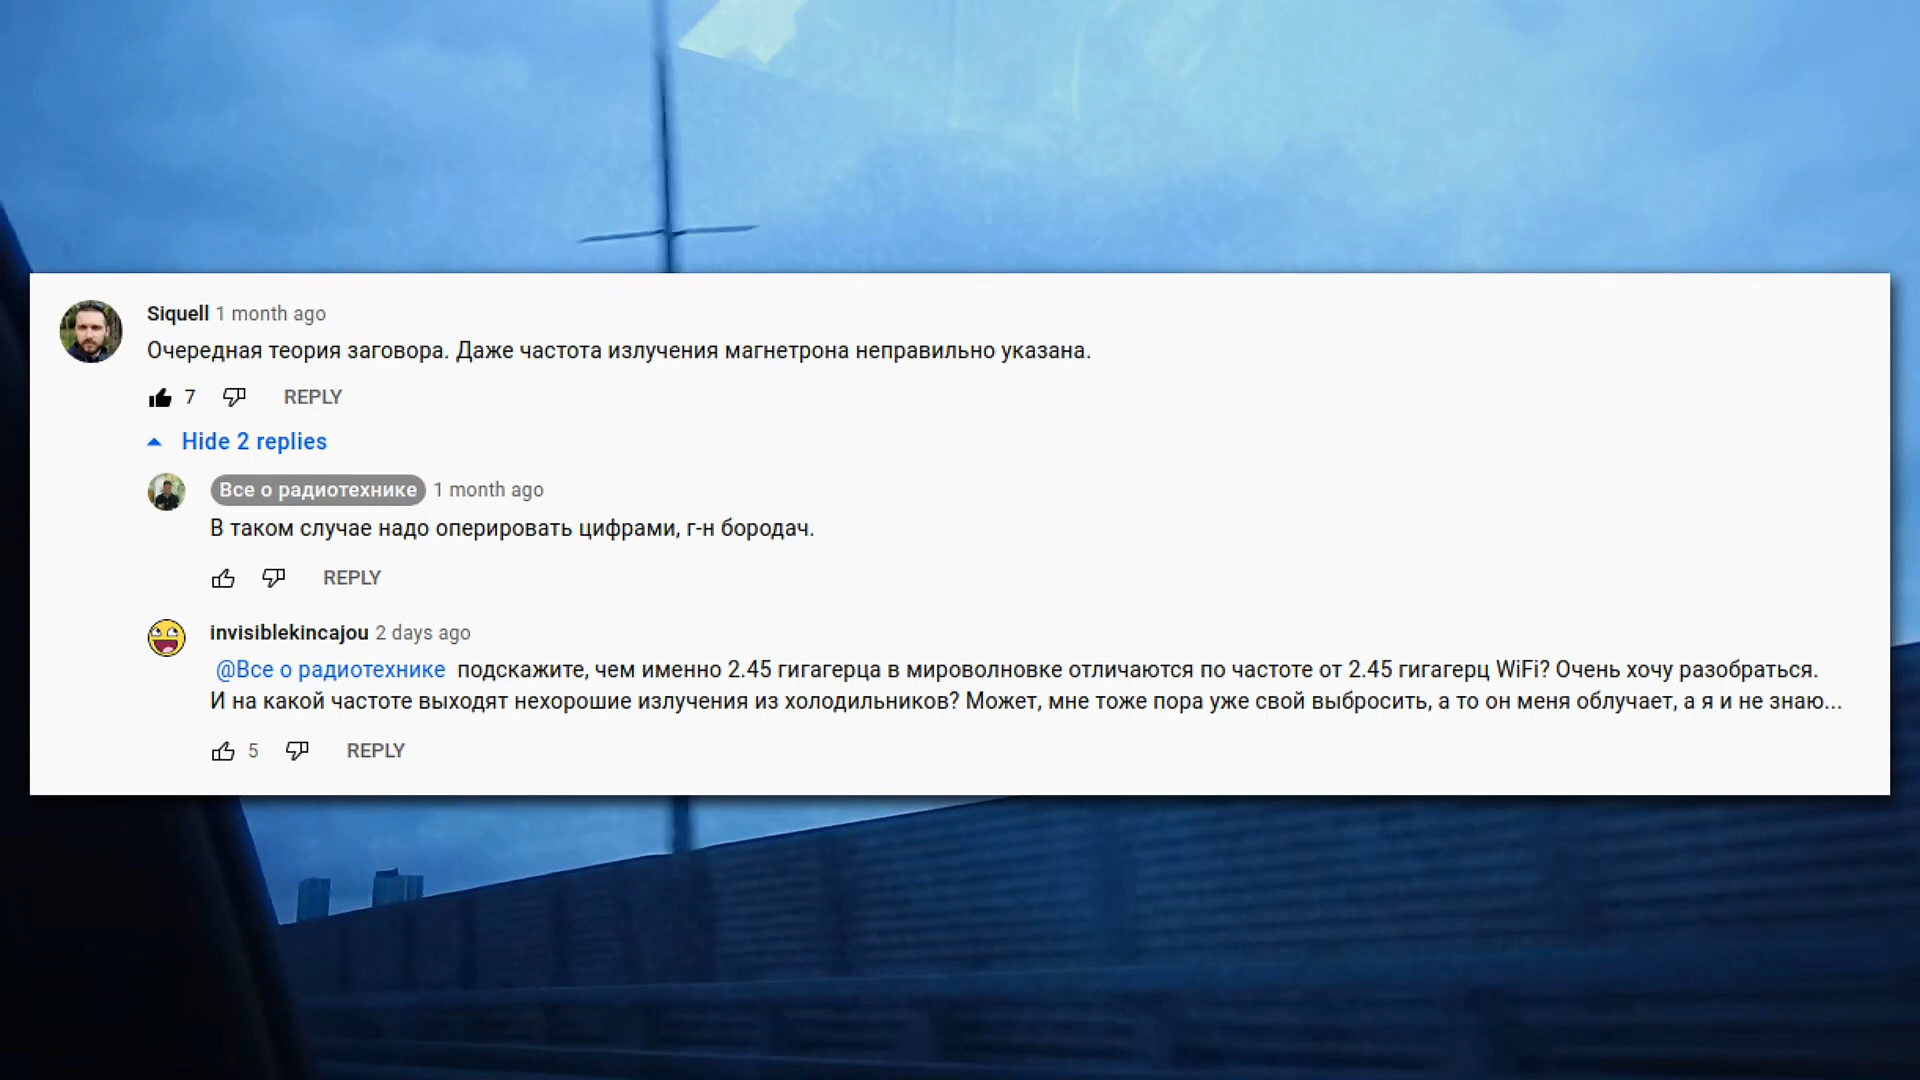 Siquell 1 month ago
Очередная теория заговора. Даже частота излучения магнетрона неправильно указана.
7 REPLY
Hide 2 replies
Все о радиотехнике 1 month ago
В таком случае надо оперировать цифрами, г-н бородач.
REPLY
invisiblekincajou 2 days ago
@Все о радиотехнике подскажите, чем именно 2.45 гигагерца в мироволновке отличаются по частоте от 2.45 гигагерц WiFi? Очень хочу разобраться.
И на какой частоте выходят нехорошие излучения из холодильников? Может, мне тоже пора уже свой выбросить, а то он меня облучает, а я и не знаю...
5 REPLY